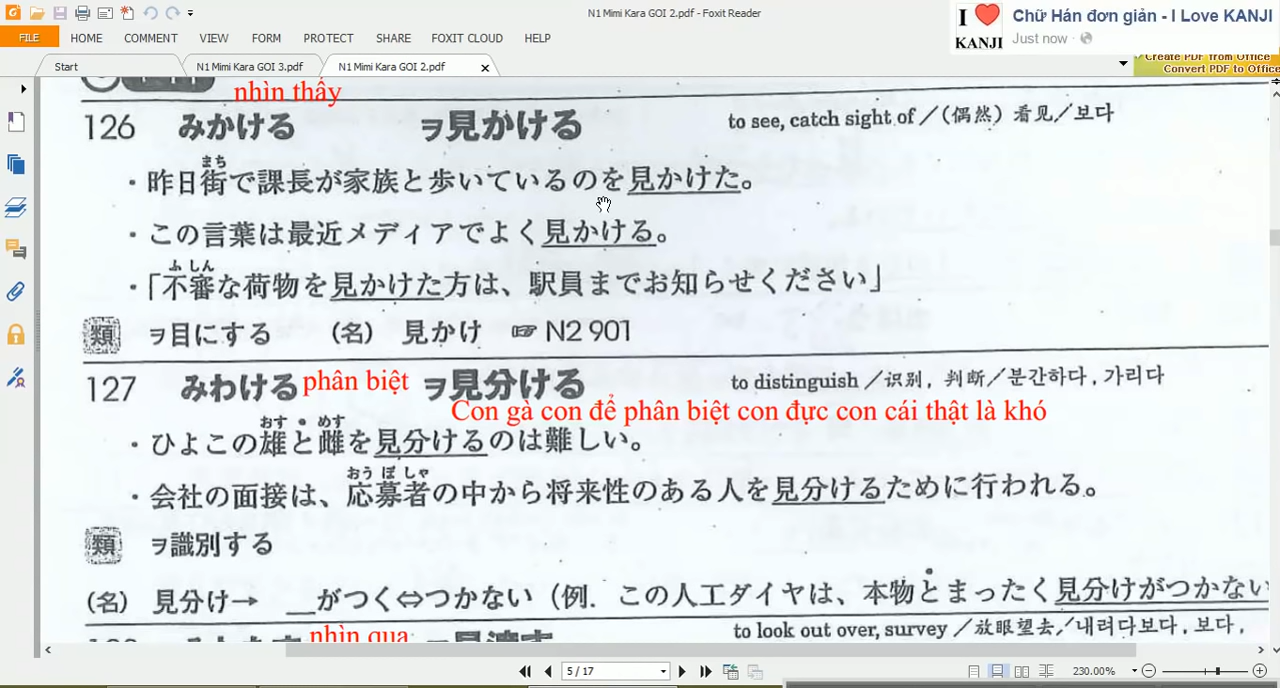 N1 Mimi Kara GOI 2.pdf - Foxit Reader
I ❤ KANJI
Chữ Hán đơn giản - I Love KANJI
Just now
FILE HOME COMMENT VIEW FORM PROTECT SHARE FOXIT CLOUD HELP
Create PDF from Office
Convert PDF to Office
Start N1 Mimi Kara GOI 3.pdf N1 Mimi Kara GOI 2.pdf
nhìn thấy
126 みかける ヲ見かける to see, catch sight of／(偶然) 看见／보다
まち
・昨日街で課長が家族と歩いているのを見かけた。
・この言葉は最近メディアでよく見かける。
ふしん
・「不審な荷物を見かけた方は、駅員までお知らせください」
類 ヲ目にする (名) 見かけ ☞ N2 901
127 みわける phân biệt ヲ見分ける to distinguish／识别，判断／분간하다, 가리다
Con gà con để phân biệt con đực con cái thật là khó
おす・めす
・ひよこの雄と雌を見分けるのは難しい。
おうぼしゃ
・会社の面接は、応募者の中から将来性のある人を見分けるために行われる。
類 ヲ識別する
(名) 見分け→ __がつく⇔つかない (例. この人工ダイヤは、本物とまったく見分けがつかない
nhìn qua
to look out over, survey／放眼望去／내려다보다, 보다,
5 / 17 230.00%